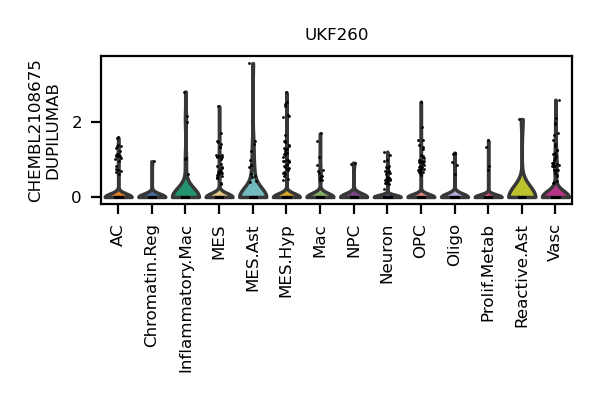 UKF260
CHEMBL2108675
DUPILUMAB
2
0
AC
Chromatin.Reg
Inflammatory.Mac
MES
MES.Ast
MES.Hyp
Mac
NPC
Neuron
OPC
Oligo
Prolif.Metab
Reactive.Ast
Vasc